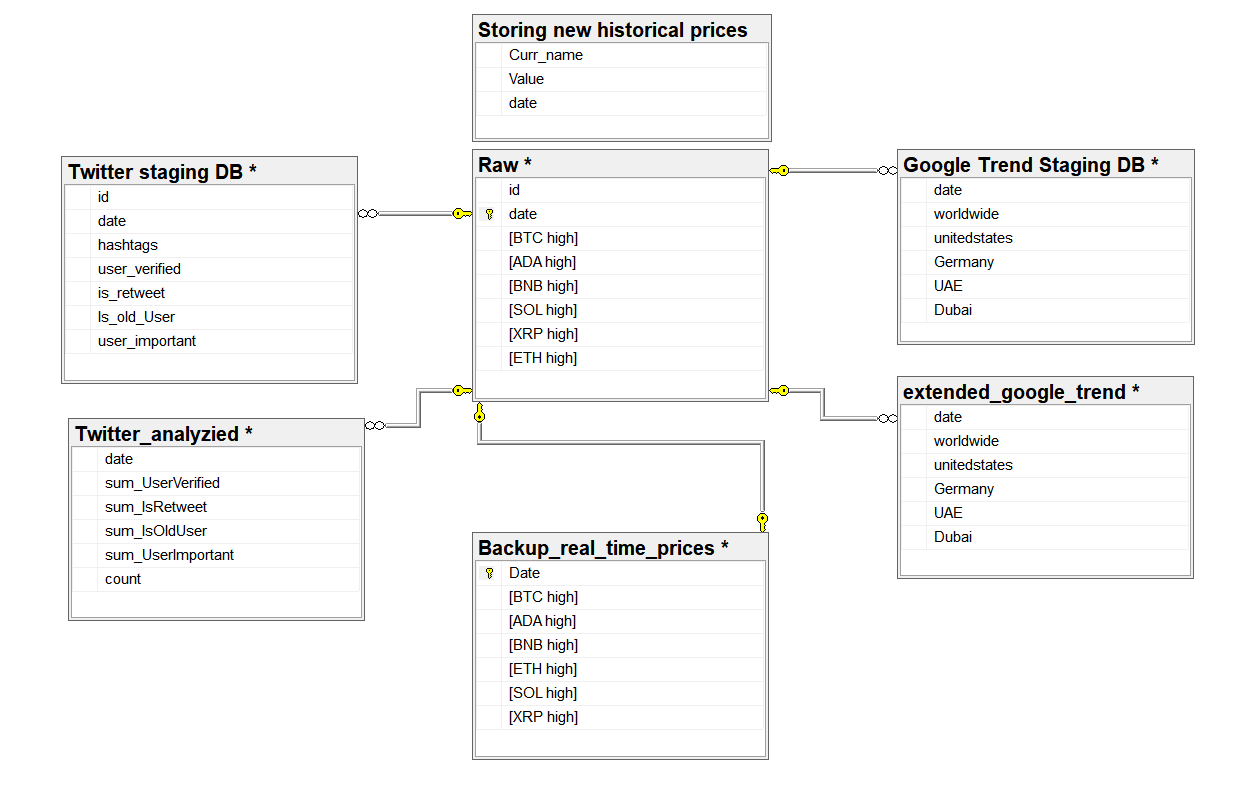 Storing new historical prices
Curr_name
Value
date
Twitter staging DB *
id
date
hashtags
user_verified
is_retweet
Is_old_User
user_important
Raw *
id
date
[BTC high]
[ADA high]
[BNB high]
[SOL high]
[XRP high]
[ETH high]
Google Trend Staging DB *
date
worldwide
unitedstates
Germany
UAE
Dubai
Twitter_analyzied *
date
sum_UserVerified
sum_IsRetweet
sum_IsOldUser
sum_UserImportant
count
extended_google_trend *
date
worldwide
unitedstates
Germany
UAE
Dubai
Backup_real_time_prices *
Date
[BTC high]
[ADA high]
[BNB high]
[ETH high]
[SOL high]
[XRP high]